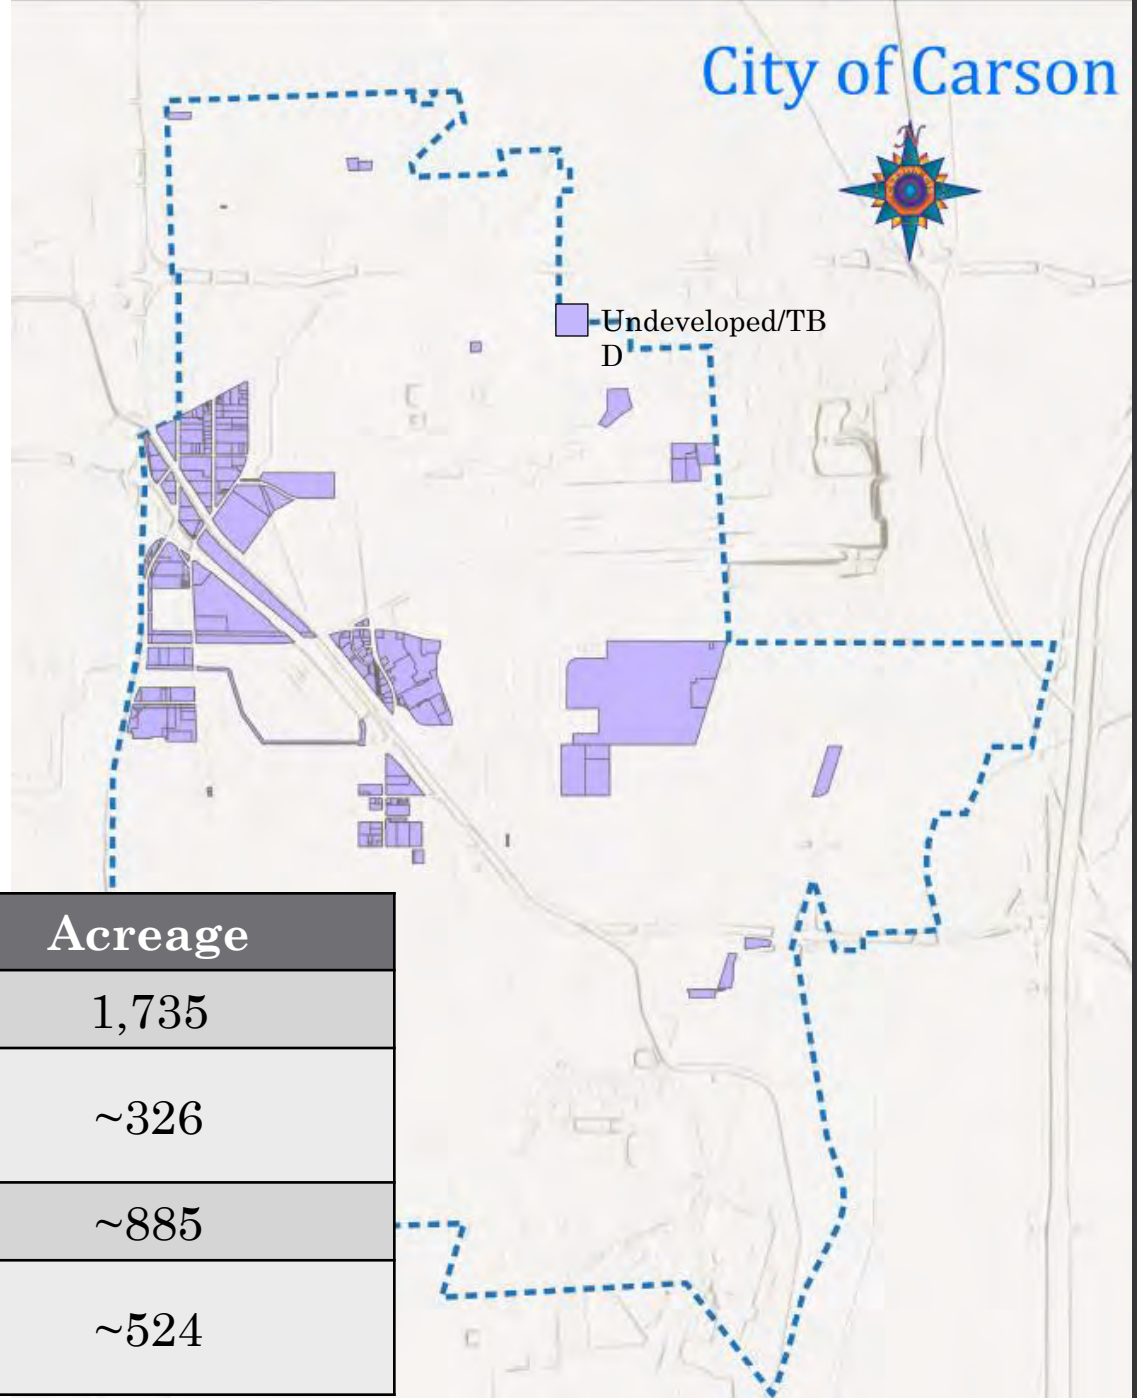 City of Carson
N
Undeveloped/TB
D
Acreage
1,735
~326
~885
~524